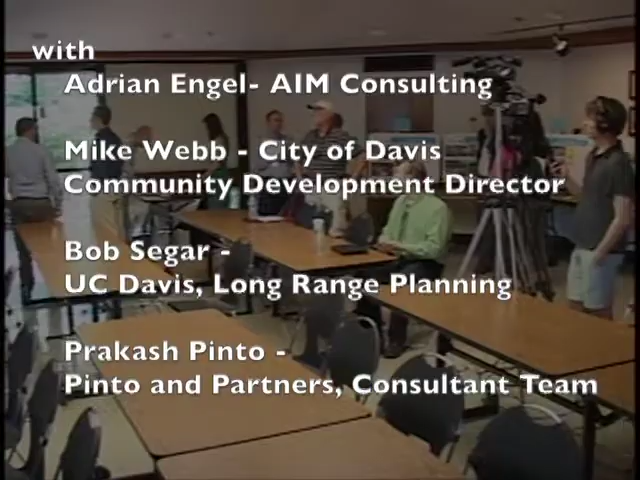 with
Adrian Engel- AIM Consulting
Mike Webb - City of Davis
Community Development Director
Bob Segar -
UC Davis, Long Range Planning
Prakash Pinto -
Pinto and Partners, Consultant Team